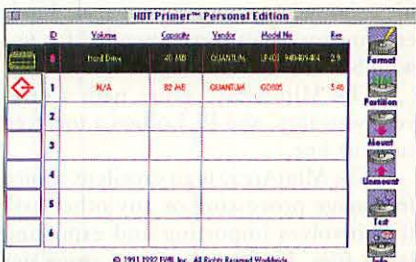 HDT Primer™ Personal Edition
ID Volume Capacity Vendor Model No Rev
Format
0 Hard Drive 40 MB QUANTUM 2.9
1 N/A 82 MB QUANTUM
Partition
2
3
Mount
4
Unmount
5
Test
6
© 1991 1992 Inc. All Rights Reserved Worldwide.
Info